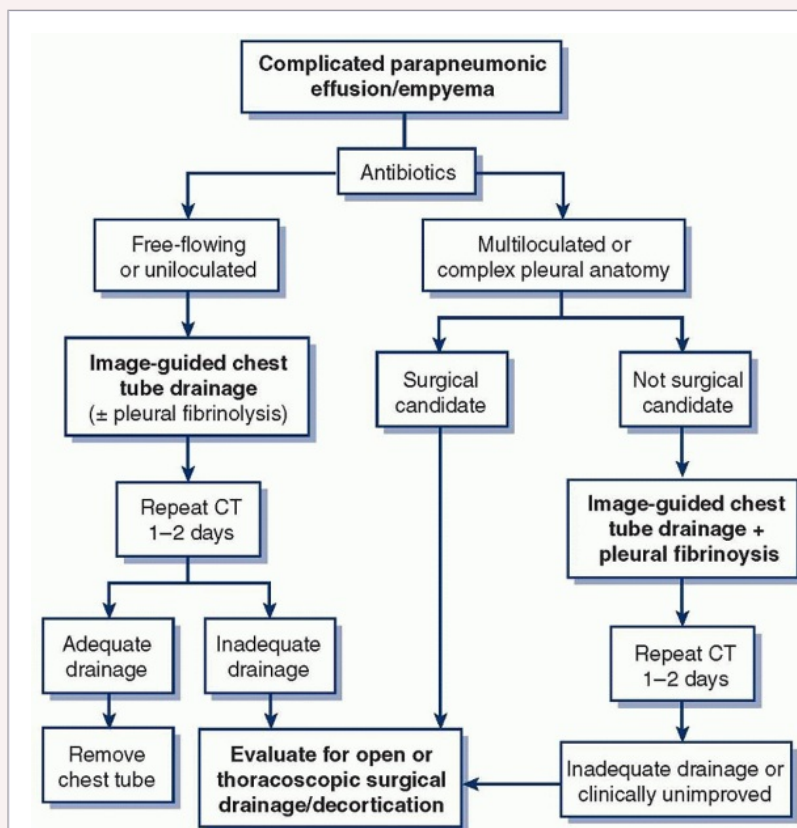 Complicated parapneumonic
effusion/empyema
Antibiotics
Free-flowing
or uniloculated
Multiloculated or
complex pleural anatomy
Image-guided chest
tube drainage
(± pleural fibrinolysis)
Surgical
candidate
Not surgical
candidate
Repeat CT
1–2 days
Image-guided chest
tube drainage +
pleural fibrinoysis
Adequate
drainage
Inadequate
drainage
Repeat CT
1–2 days
Remove
chest tube
Evaluate for open or
thoracoscopic surgical
drainage/decortication
Inadequate drainage or
clinically unimproved